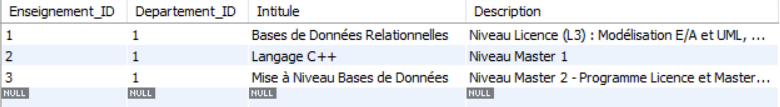 Enseignement_ID Departement_ID Intitule Description
1 1 Bases de Données Relationnelles Niveau Licence (L3) : Modélisation E/A et UML, ...
2 1 Langage C++ Niveau Master 1
3 1 Mise à Niveau Bases de Données Niveau Master 2 - Programme Licence et Master...
NULL NULL NULL NULL